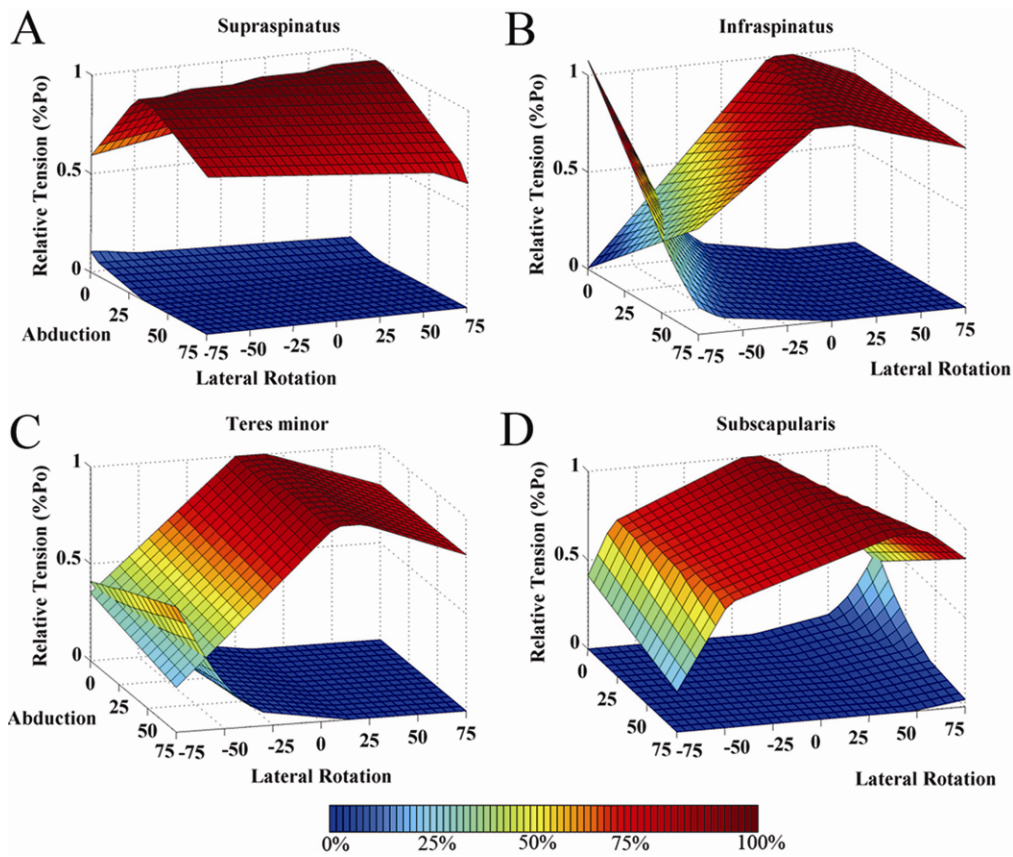 A
Supraspinatus
Relative Tension (%Po)
1
0.5
0
0
25
50
75
Abduction
-75
-50
-25
0
25
50
75
Lateral Rotation
B
Infraspinatus
Relative Tension (%Po)
1
0.5
0
0
25
50
75
-75
-50
-25
0
25
50
75
Lateral Rotation
C
Teres minor
Relative Tension (%Po)
1
0.5
0
0
25
50
75
Abduction
-75
-50
-25
0
25
50
75
Lateral Rotation
D
Subscapularis
Relative Tension (%Po)
1
0.5
0
0
25
50
75
-75
-50
-25
0
25
50
75
Lateral Rotation
0% 25% 50% 75% 100%